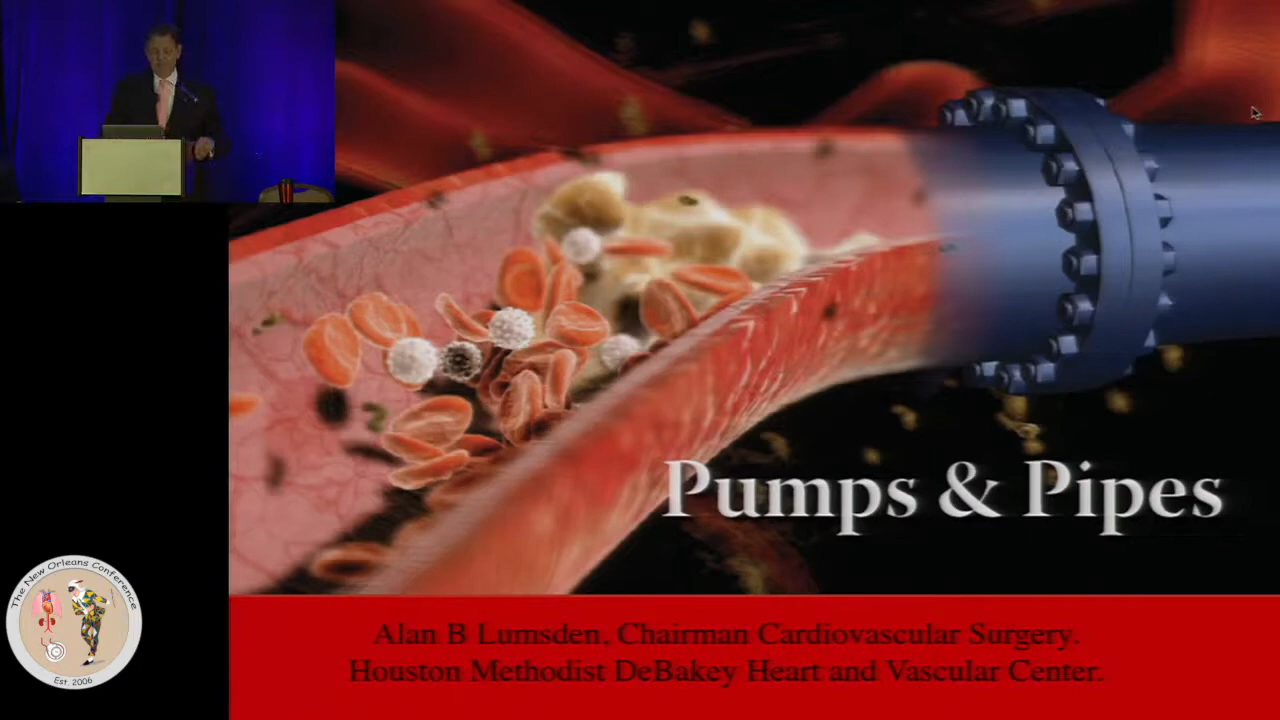 Pumps & Pipes
Alan B Lumsden, Chairman Cardiovascular Surgery.
Houston Methodist DeBakey Heart and Vascular Center.
The New Orleans Conference
Est. 2006